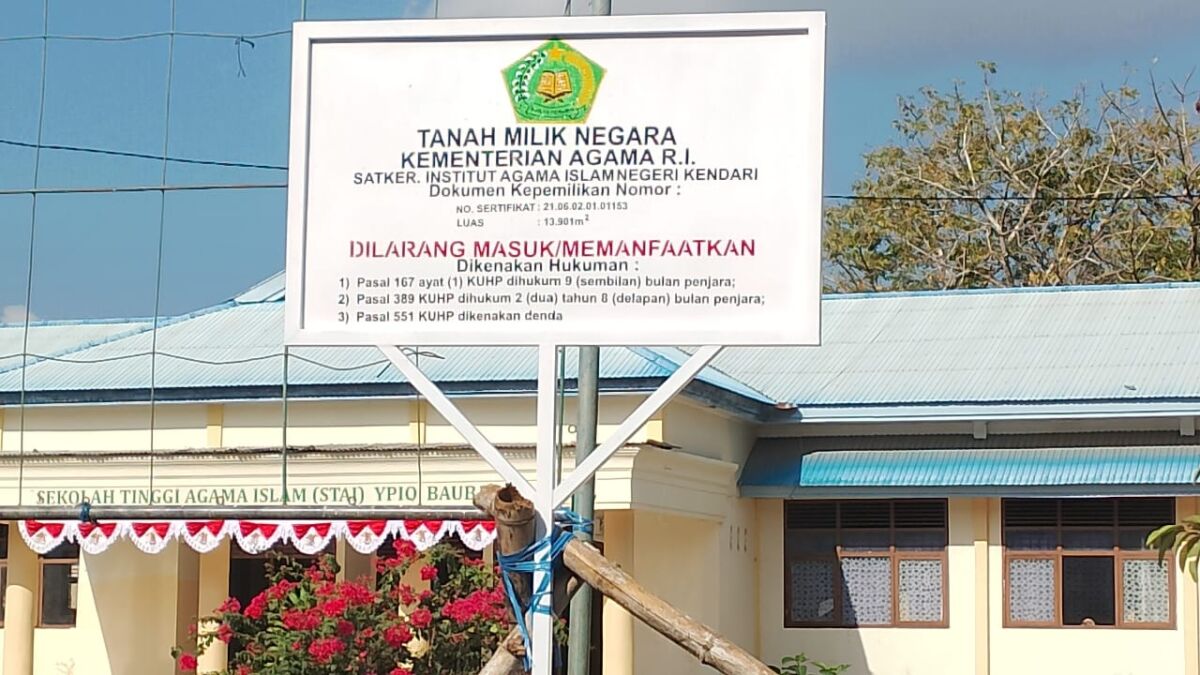 TANAH MILIK NEGARA
KEMENTERIAN AGAMA R.I.
SATKER. INSTITUT AGAMA ISLAM NEGERI KENDARI
Dokumen Kepemilikan Nomor :
NO. SERTIFIKAT : 21.06.02.01.01153
LUAS : 13.901m²
DILARANG MASUK/MEMANFAATKAN
Dikenakan Hukuman :
1) Pasal 167 ayat (1) KUHP dihukum 9 (sembilan) bulan penjara;
2) Pasal 389 KUHP dihukum 2 (dua) tahun 8 (delapan) bulan penjara;
3) Pasal 551 KUHP dikenakan denda
SEKOLAH TINGGI AGAMA ISLAM (STAI) YPIQ BAUB